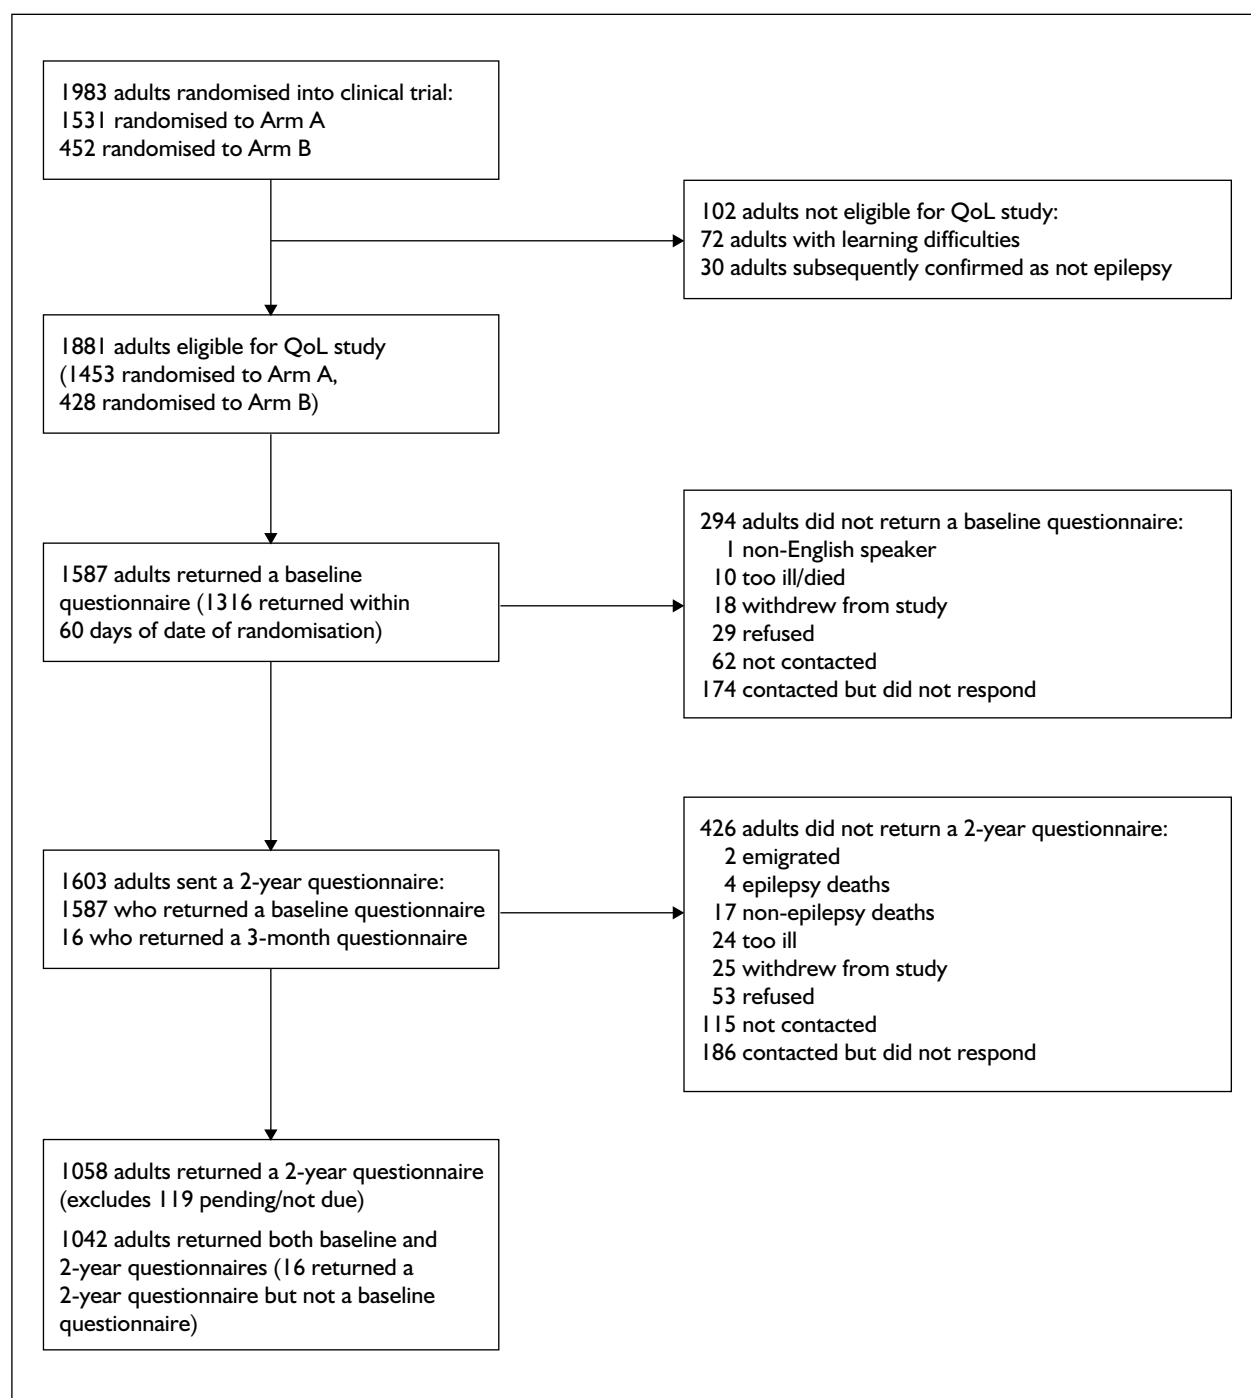 1983 adults randomised into clinical trial:
1531 randomised to Arm A
452 randomised to Arm B
102 adults not eligible for QoL study:
72 adults with learning difficulties
30 adults subsequently confirmed as not epilepsy
1881 adults eligible for QoL study
(1453 randomised to Arm A,
428 randomised to Arm B)
294 adults did not return a baseline questionnaire:
1 non-English speaker
10 too ill/died
18 withdrew from study
29 refused
62 not contacted
174 contacted but did not respond
1587 adults returned a baseline
questionnaire (1316 returned within
60 days of date of randomisation)
426 adults did not return a 2-year questionnaire:
2 emigrated
4 epilepsy deaths
17 non-epilepsy deaths
24 too ill
25 withdrew from study
53 refused
115 not contacted
186 contacted but did not respond
1603 adults sent a 2-year questionnaire:
1587 who returned a baseline questionnaire
16 who returned a 3-month questionnaire
1058 adults returned a 2-year questionnaire
(excludes 119 pending/not due)
1042 adults returned both baseline and
2-year questionnaires (16 returned a
2-year questionnaire but not a baseline
questionnaire)